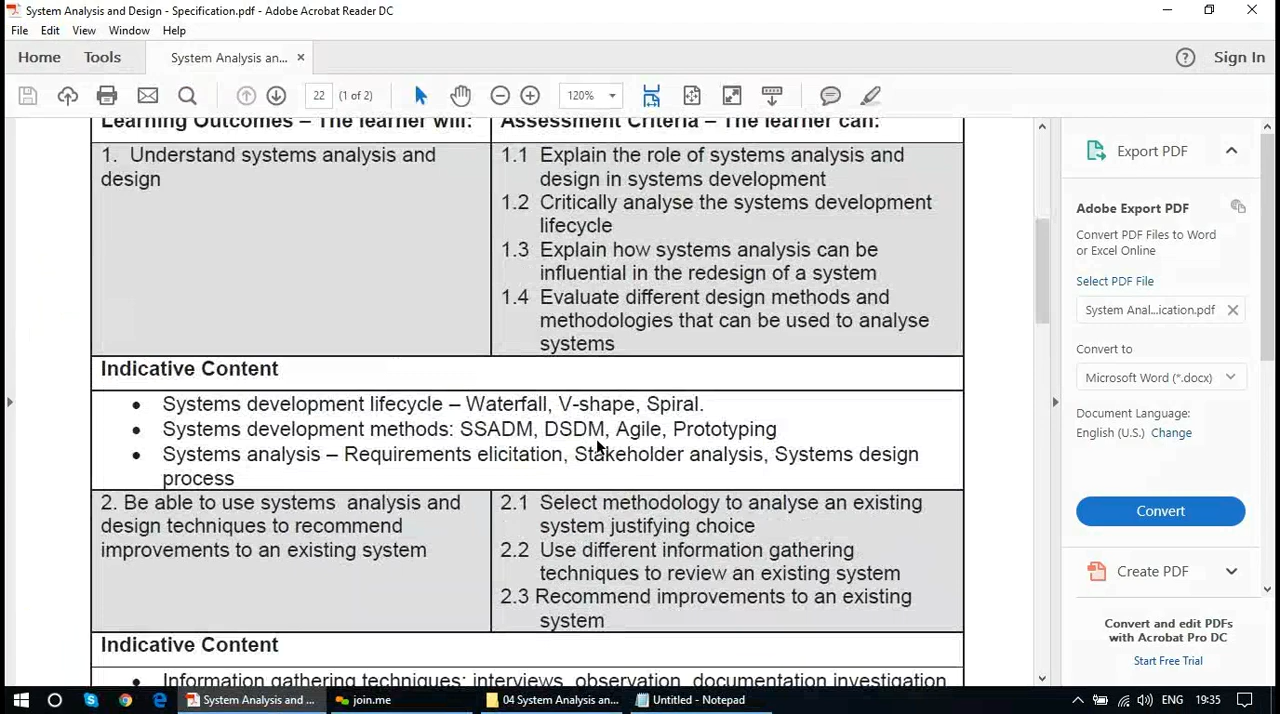 System Analysis and Design - Specification.pdf - Adobe Acrobat Reader DC
File Edit View Window Help
Home Tools System Analysis an... ×
Sign In
22 (1 of 2) 120%
Learning Outcomes – The learner will: Assessment Criteria – The learner can:
1. Understand systems analysis and
design
1.1 Explain the role of systems analysis and
design in systems development
1.2 Critically analyse the systems development
lifecycle
1.3 Explain how systems analysis can be
influential in the redesign of a system
1.4 Evaluate different design methods and
methodologies that can be used to analyse
systems
Indicative Content
• Systems development lifecycle – Waterfall, V-shape, Spiral.
• Systems development methods: SSADM, DSDM, Agile, Prototyping
• Systems analysis – Requirements elicitation, Stakeholder analysis, Systems design
process
2. Be able to use systems analysis and
design techniques to recommend
improvements to an existing system
2.1 Select methodology to analyse an existing
system justifying choice
2.2 Use different information gathering
techniques to review an existing system
2.3 Recommend improvements to an existing
system
Indicative Content
• Information gathering techniques: interviews, observation, documentation investigation
Export PDF
Adobe Export PDF
Convert PDF Files to Word
or Excel Online
Select PDF File
System Anal...ication.pdf
Convert to
Microsoft Word (*.docx)
Document Language:
English (U.S.) Change
Convert
Create PDF
Convert and edit PDFs
with Acrobat Pro DC
Start Free Trial
System Analysis and ... join.me 04 System Analysis an... Untitled - Notepad ENG 19:35